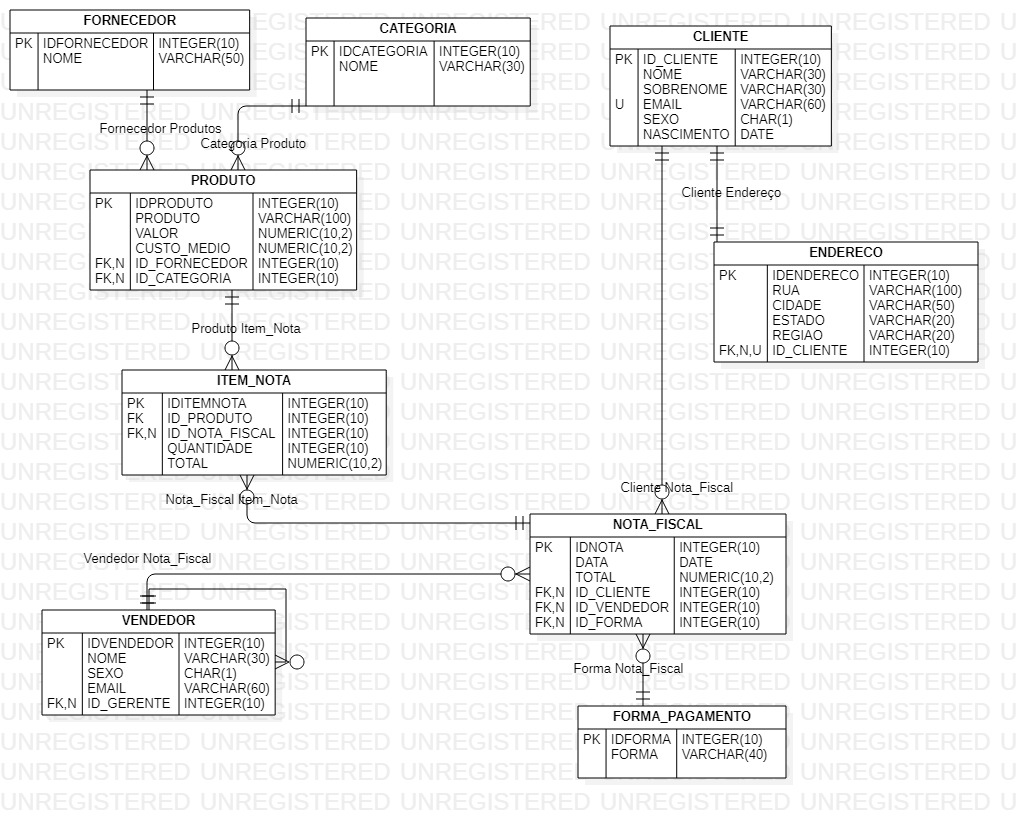 FORNECEDOR
PK IDFORNECEDOR INTEGER(10)
NOME VARCHAR(50)
CATEGORIA
PK IDCATEGORIA INTEGER(10)
NOME VARCHAR(30)
CLIENTE
PK ID_CLIENTE INTEGER(10)
NOME VARCHAR(30)
SOBRENOME VARCHAR(30)
U EMAIL VARCHAR(60)
SEXO CHAR(1)
NASCIMENTO DATE
Fornecedor Produtos
Categoria Produto
Cliente Endereço
PRODUTO
PK IDPRODUTO INTEGER(10)
PRODUTO VARCHAR(100)
VALOR NUMERIC(10,2)
CUSTO_MEDIO NUMERIC(10,2)
FK,N ID_FORNECEDOR INTEGER(10)
FK,N ID_CATEGORIA INTEGER(10)
ENDERECO
PK IDENDERECO INTEGER(10)
RUA VARCHAR(100)
CIDADE VARCHAR(50)
ESTADO VARCHAR(20)
REGIAO VARCHAR(20)
FK,N,U ID_CLIENTE INTEGER(10)
Produto Item_Nota
ITEM_NOTA
PK IDITEMNOTA INTEGER(10)
FK ID_PRODUTO INTEGER(10)
FK,N ID_NOTA_FISCAL INTEGER(10)
QUANTIDADE INTEGER(10)
TOTAL NUMERIC(10,2)
Nota_Fiscal Item_Nota
Cliente Nota_Fiscal
NOTA_FISCAL
PK IDNOTA INTEGER(10)
DATA DATE
TOTAL NUMERIC(10,2)
FK,N ID_CLIENTE INTEGER(10)
FK,N ID_VENDEDOR INTEGER(10)
FK,N ID_FORMA INTEGER(10)
Vendedor Nota_Fiscal
VENDEDOR
PK IDVENDEDOR INTEGER(10)
NOME VARCHAR(30)
SEXO CHAR(1)
EMAIL VARCHAR(60)
FK,N ID_GERENTE INTEGER(10)
Forma Nota_Fiscal
FORMA_PAGAMENTO
PK IDFORMA INTEGER(10)
FORMA VARCHAR(40)
UNREGISTERED UNREGISTERED UNREGISTERED UNREGISTERED UNREGISTERED U